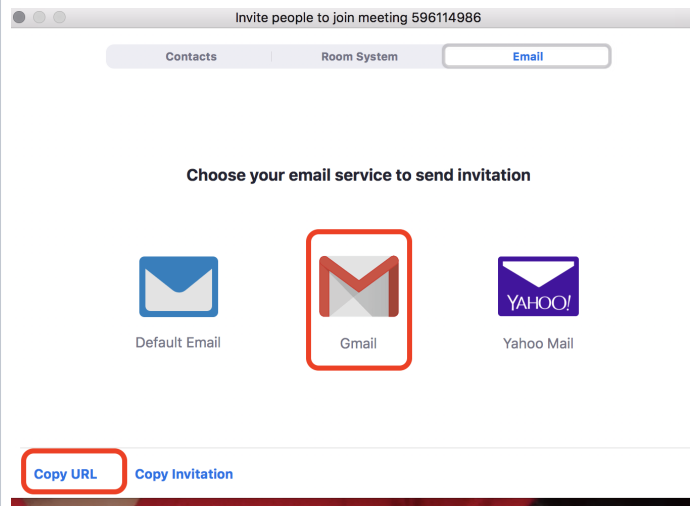 Invite people to join meeting 596114986
Contacts Room System Email
Choose your email service to send invitation
YAHOO!
Default Email Gmail Yahoo Mail
Copy URL Copy Invitation